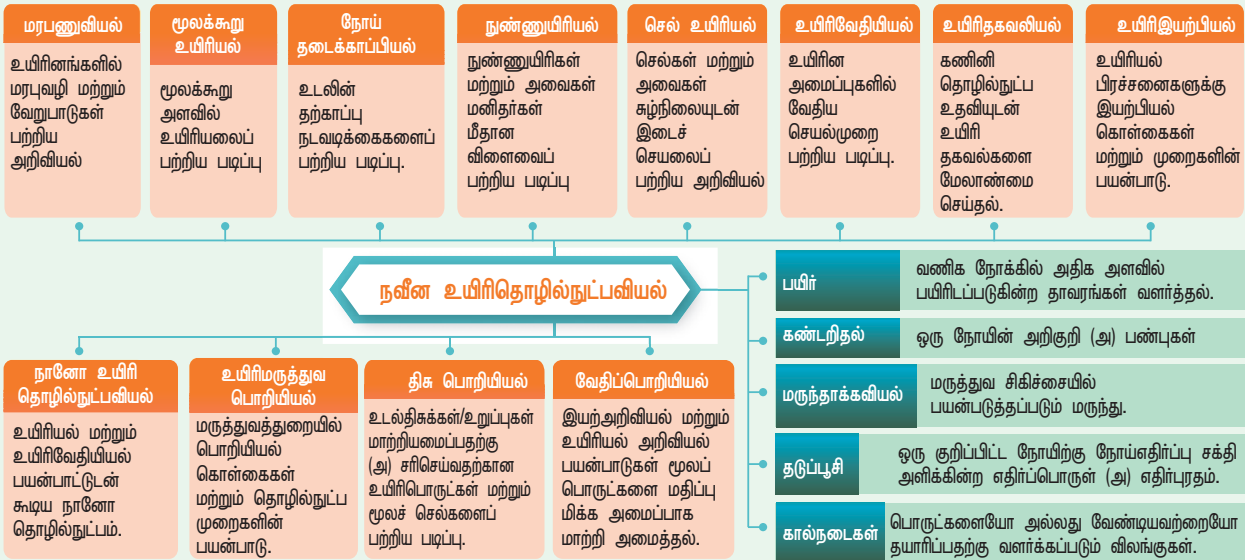 மரபணுவியல்
உயிரினங்களில்
மரபுவழி மற்றும்
வேறுபாடுகள்
பற்றிய
அறிவியல்
மூலக்கூறு
உயிரியல்
மூலக்கூறு
அளவில்
உயிரியலைப்
பற்றிய படிப்பு
நோய்
தடைக்காப்பியல்
உடலின்
தற்காப்பு
நடவடிக்கைகளைப்
பற்றிய படிப்பு.
நுண்ணுயிரியல்
நுண்ணுயிரிகள்
மற்றும் அவைகள்
மனிதர்கள்
மீதான
விளைவைப்
பற்றிய படிப்பு
செல் உயிரியல்
செல்கள் மற்றும்
அவைகள்
சுழ்நிலையுடன்
இடைச்
செயலைப்
பற்றிய அறிவியல்
உயிர்வேதியியல்
உயிரின
அமைப்புகளில்
வேதிய
செயல்முறை
பற்றிய படிப்பு.
உயிர்தகவலியல்
கணினி
தொழில்நுட்ப
உதவியுடன்
உயிரி
தகவல்களை
மேலாண்மை
செய்தல்.
உயிர்இயற்பியல்
உயிரியல்
பிரச்சனைகளுக்கு
இயற்பியல்
கொள்கைகள்
மற்றும் முறைகளின்
பயன்பாடு.
நவீன உயிரிதொழில்நுட்பவியல்
பயிர்
வணிக நோக்கில் அதிக அளவில்
பயிரிடப்படுகின்ற தாவரங்கள் வளர்த்தல்.
கண்டறிதல்
ஒரு நோயின் அறிகுறி (அ) பண்புகள்
மருந்தாக்கவியல்
மருத்துவ சிகிச்சையில்
பயன்படுத்தப்படும் மருந்து.
தடுப்பூசி
ஒரு குறிப்பிட்ட நோயிற்கு நோய்எதிர்ப்பு சக்தி
அளிக்கின்ற எதிர்ப்பொருள் (அ) எதிர்புரதம்.
கால்நடைகள்
பொருட்களையோ அல்லது வேண்டியவற்றையோ
தயாரிப்பதற்கு வளர்க்கப்படும் விலங்குகள்.
நானோ உயிரி
தொழில்நுட்பவியல்
உயிரியல் மற்றும்
உயிர்வேதியியல்
பயன்பாட்டுடன்
கூடிய நானோ
தொழில்நுட்பம்.
உயிர்மருத்துவ
பொறியியல்
மருத்துவத்துறையில்
பொறியியல்
கொள்கைகள்
மற்றும் தொழில்நுட்ப
முறைகளின்
பயன்பாடு.
திசு பொறியியல்
உடல்திசுக்கள்/உறுப்புகள்
மாற்றியமைப்பதற்கு
(அ) சரிசெய்வதற்கான
உயிர்பொருட்கள் மற்றும்
மூலச் செல்களைப்
பற்றிய படிப்பு.
வேதிப்பொறியியல்
இயற்அறிவியல் மற்றும்
உயிரியல் அறிவியல்
பயன்பாடுகள் மூலப்
பொருட்களை மதிப்பு
மிக்க அமைப்பாக
மாற்றி அமைத்தல்.